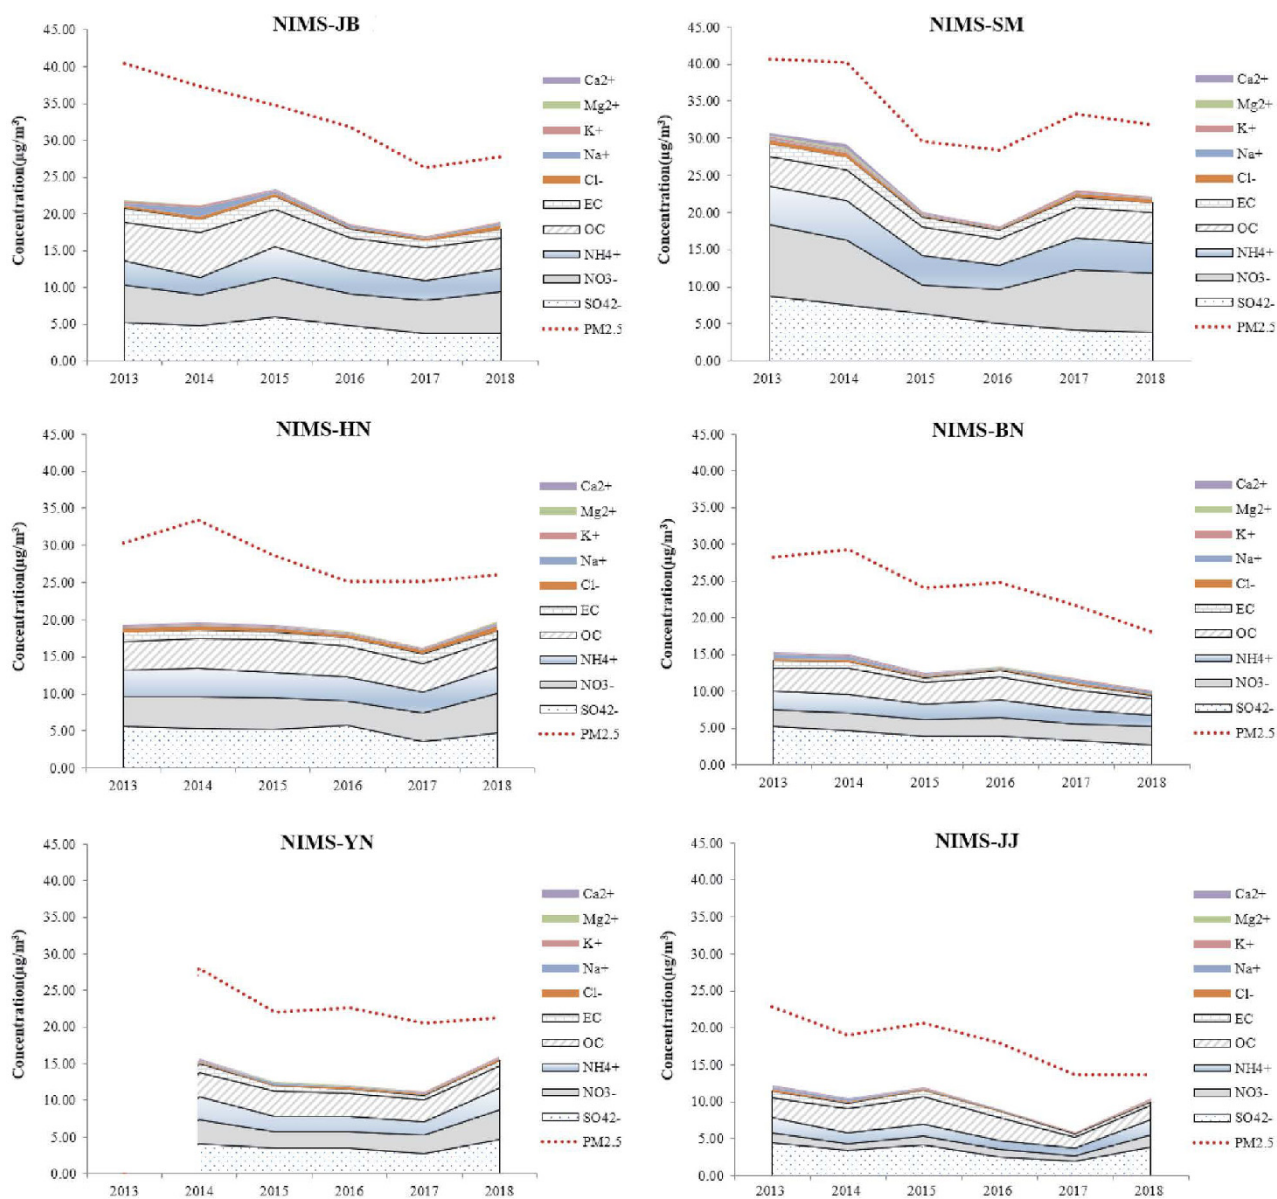 NIMS-JB
Concentration(µg/m³)
45.00
40.00
35.00
30.00
25.00
20.00
15.00
10.00
5.00
0.00
2013 2014 2015 2016 2017 2018
Ca2+
Mg2+
K+
Na+
Cl-
EC
OC
NH4+
NO3-
SO42-
PM2.5
NIMS-SM
Concentration(µg/m³)
45.00
40.00
35.00
30.00
25.00
20.00
15.00
10.00
5.00
0.00
2013 2014 2015 2016 2017 2018
Ca2+
Mg2+
K+
Na+
Cl-
EC
OC
NH4+
NO3-
SO42-
PM2.5
NIMS-HN
Concentration(µg/m³)
45.00
40.00
35.00
30.00
25.00
20.00
15.00
10.00
5.00
0.00
2013 2014 2015 2016 2017 2018
Ca2+
Mg2+
K+
Na+
Cl-
EC
OC
NH4+
NO3-
SO42-
PM2.5
NIMS-BN
Concentration(µg/m³)
45.00
40.00
35.00
30.00
25.00
20.00
15.00
10.00
5.00
0.00
2013 2014 2015 2016 2017 2018
Ca2+
Mg2+
K+
Na+
Cl-
EC
OC
NH4+
NO3-
SO42-
PM2.5
NIMS-YN
Concentration(µg/m³)
45.00
40.00
35.00
30.00
25.00
20.00
15.00
10.00
5.00
0.00
2013 2014 2015 2016 2017 2018
Ca2+
Mg2+
K+
Na+
Cl-
EC
OC
NH4+
NO3-
SO42-
PM2.5
NIMS-JJ
Concentration(µg/m³)
45.00
40.00
35.00
30.00
25.00
20.00
15.00
10.00
5.00
0.00
2013 2014 2015 2016 2017 2018
Ca2+
Mg2+
K+
Na+
Cl-
EC
OC
NH4+
NO3-
SO42-
PM2.5